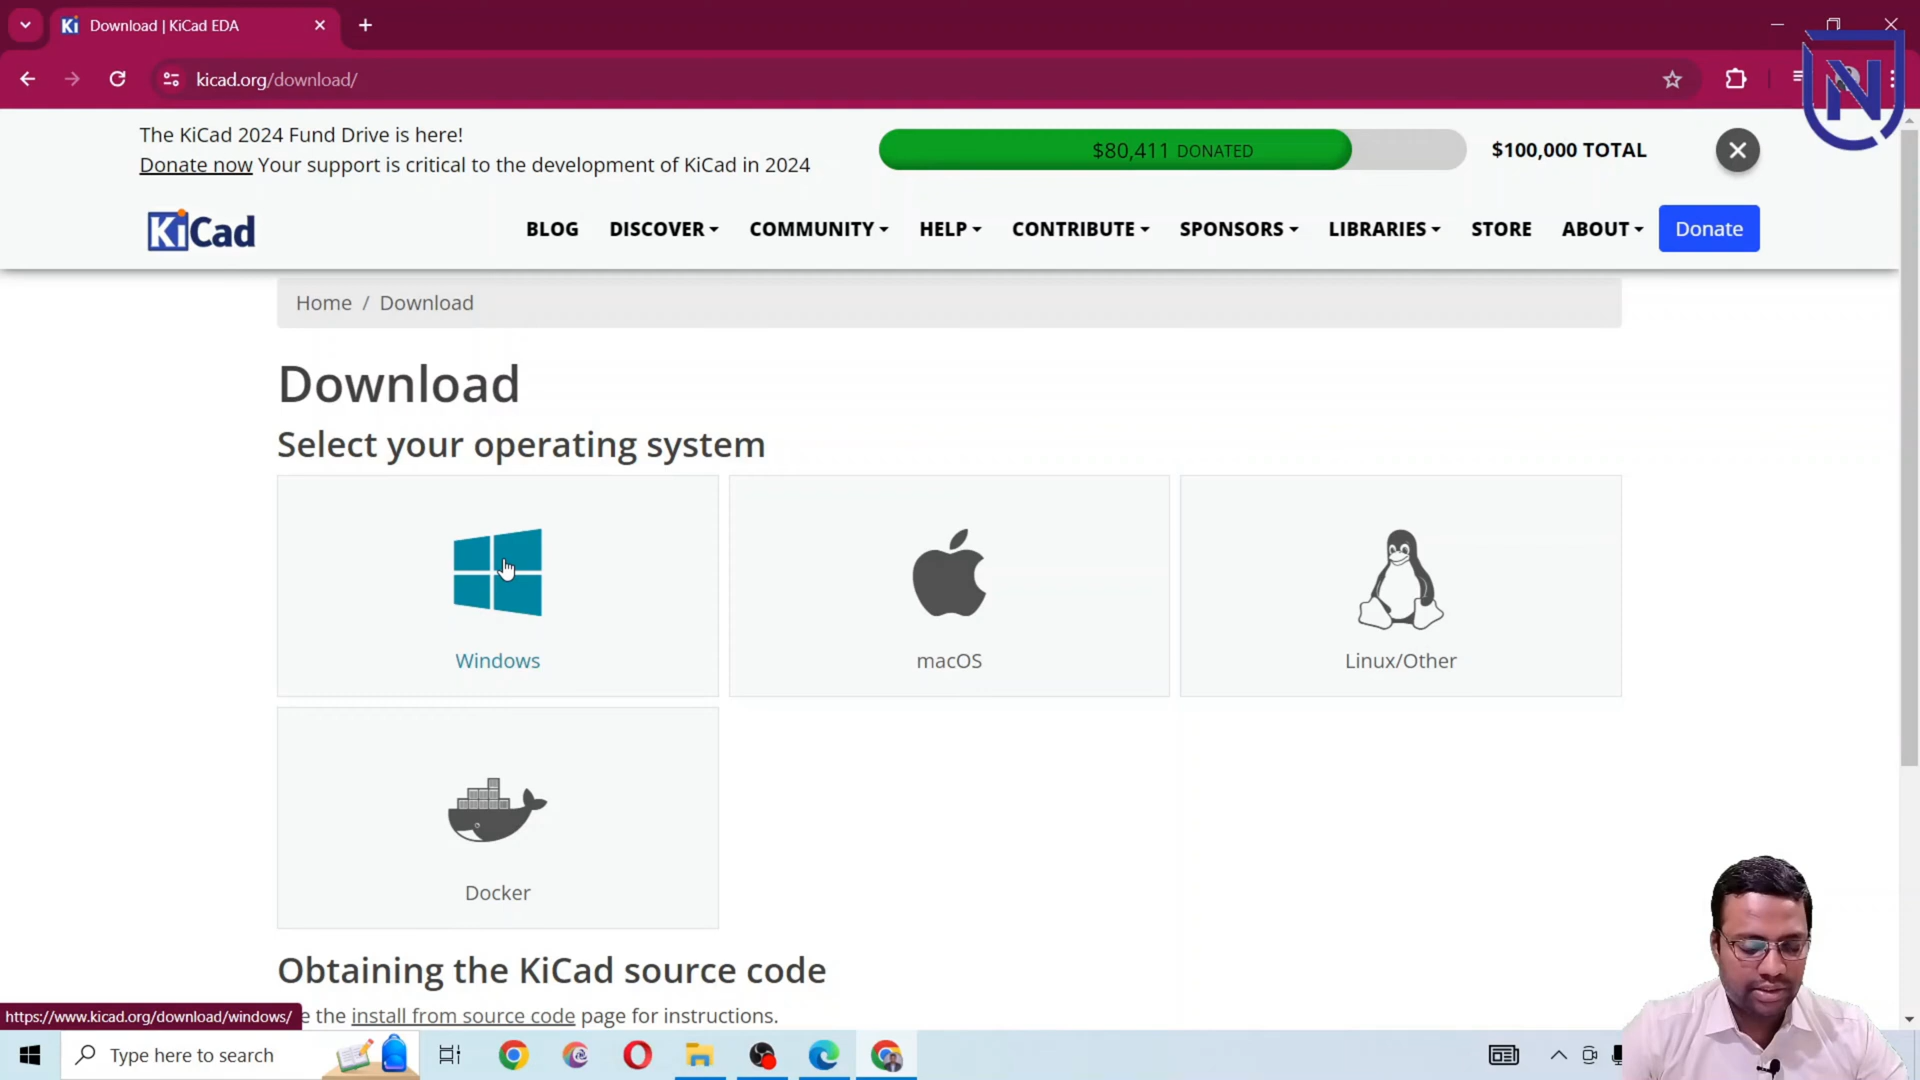 Download | KiCad EDA
kicad.org/download/
The KiCad 2024 Fund Drive is here!
Donate now Your support is critical to the development of KiCad in 2024
$80,411 DONATED
$100,000 TOTAL
KiCad
BLOG
DISCOVER
COMMUNITY
HELP
CONTRIBUTE
SPONSORS
LIBRARIES
STORE
ABOUT
Donate
Home / Download
Download
Select your operating system
Windows
macOS
Linux/Other
Docker
Obtaining the KiCad source code
https://www.kicad.org/download/windows/
e the install from source code page for instructions.
Type here to search